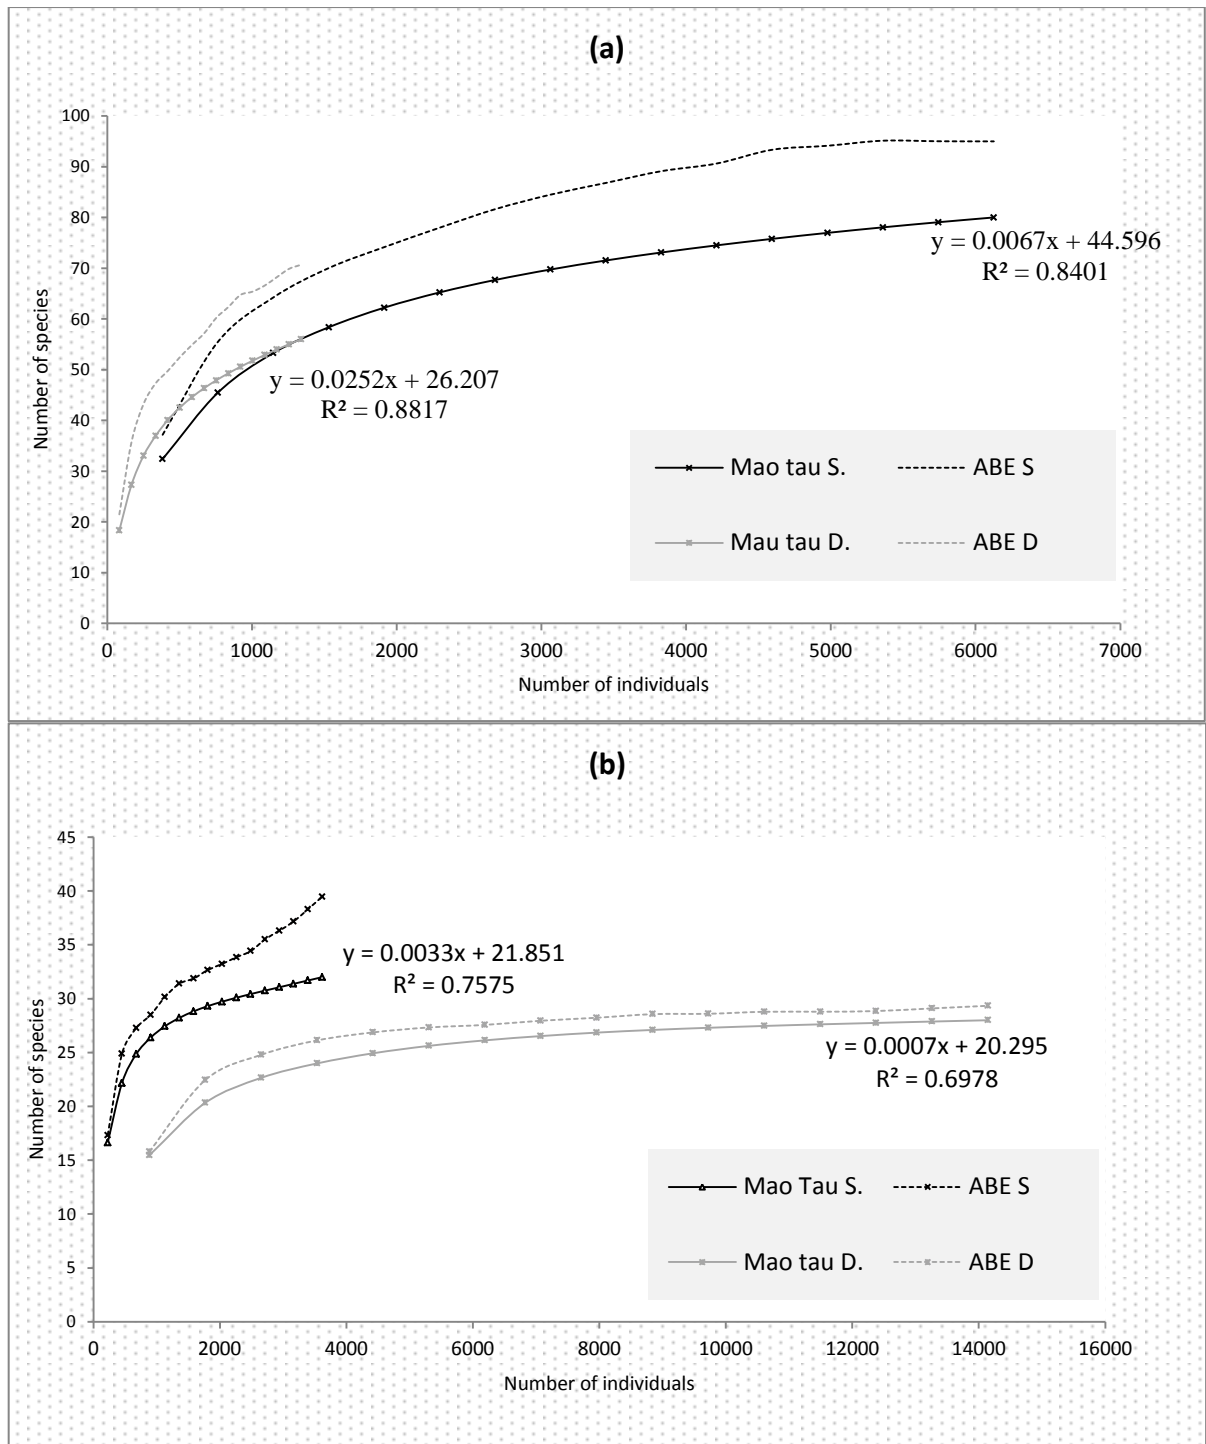 (a)
100
90
80
70
60
50
40
30
20
10
0
Number of species
y = 0.0067x + 44.596
R² = 0.8401
y = 0.0252x + 26.207
R² = 0.8817
Mao tau S.
ABE S
Mau tau D.
ABE D
0 1000 2000 3000 4000 5000 6000 7000
Number of individuals
(b)
45
40
35
30
25
20
15
10
5
0
Number of species
y = 0.0033x + 21.851
R² = 0.7575
y = 0.0007x + 20.295
R² = 0.6978
Mao Tau S.
ABE S
Mao tau D.
ABE D
0 2000 4000 6000 8000 10000 12000 14000 16000
Number of individuals